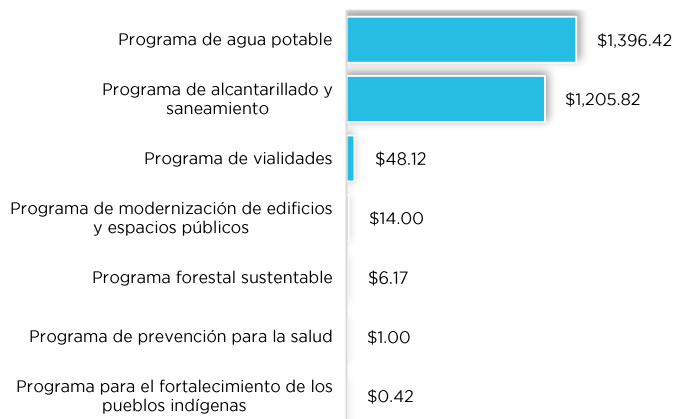 Programa de agua potable
$1,396.42
Programa de alcantarillado y
saneamiento
$1,205.82
Programa de vialidades
$48.12
Programa de modernización de edificios
y espacios públicos
$14.00
Programa forestal sustentable
$6.17
Programa de prevención para la salud
$1.00
Programa para el fortalecimiento de los
pueblos indígenas
$0.42